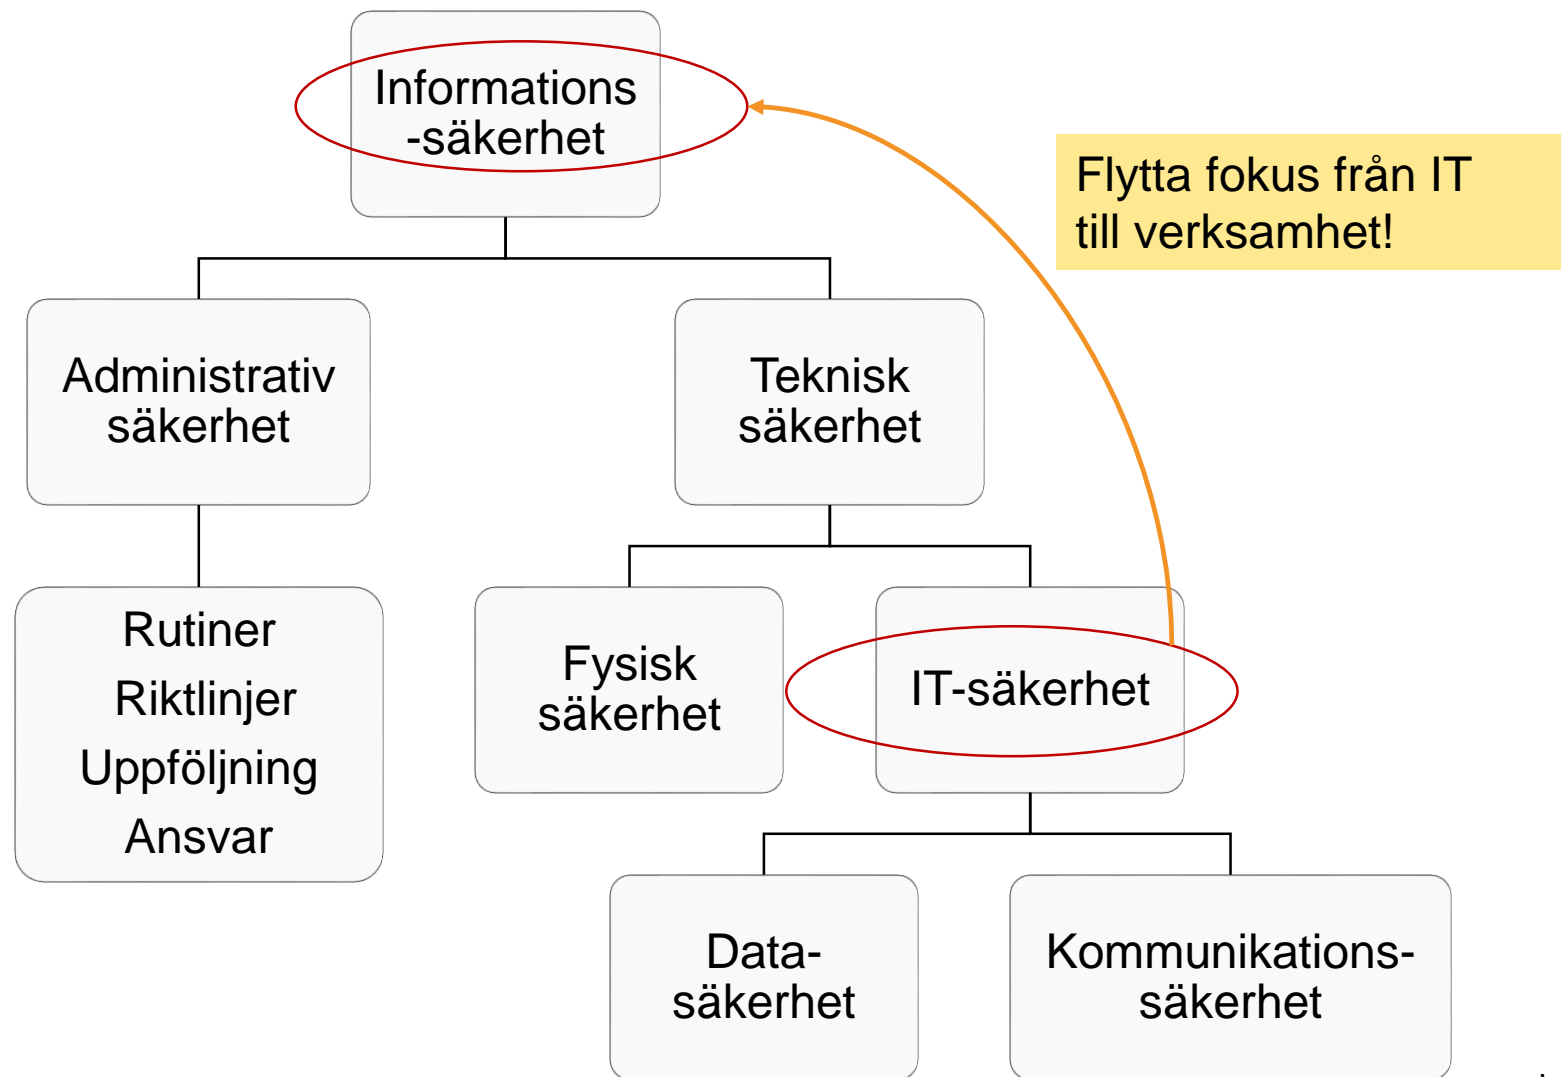 Informations
-säkerhet
Flytta fokus från IT
till verksamhet!
Administrativ
säkerhet
Teknisk
säkerhet
Rutiner
Riktlinjer
Uppföljning
Ansvar
Fysisk
säkerhet
IT-säkerhet
Data-
säkerhet
Kommunikations-
säkerhet